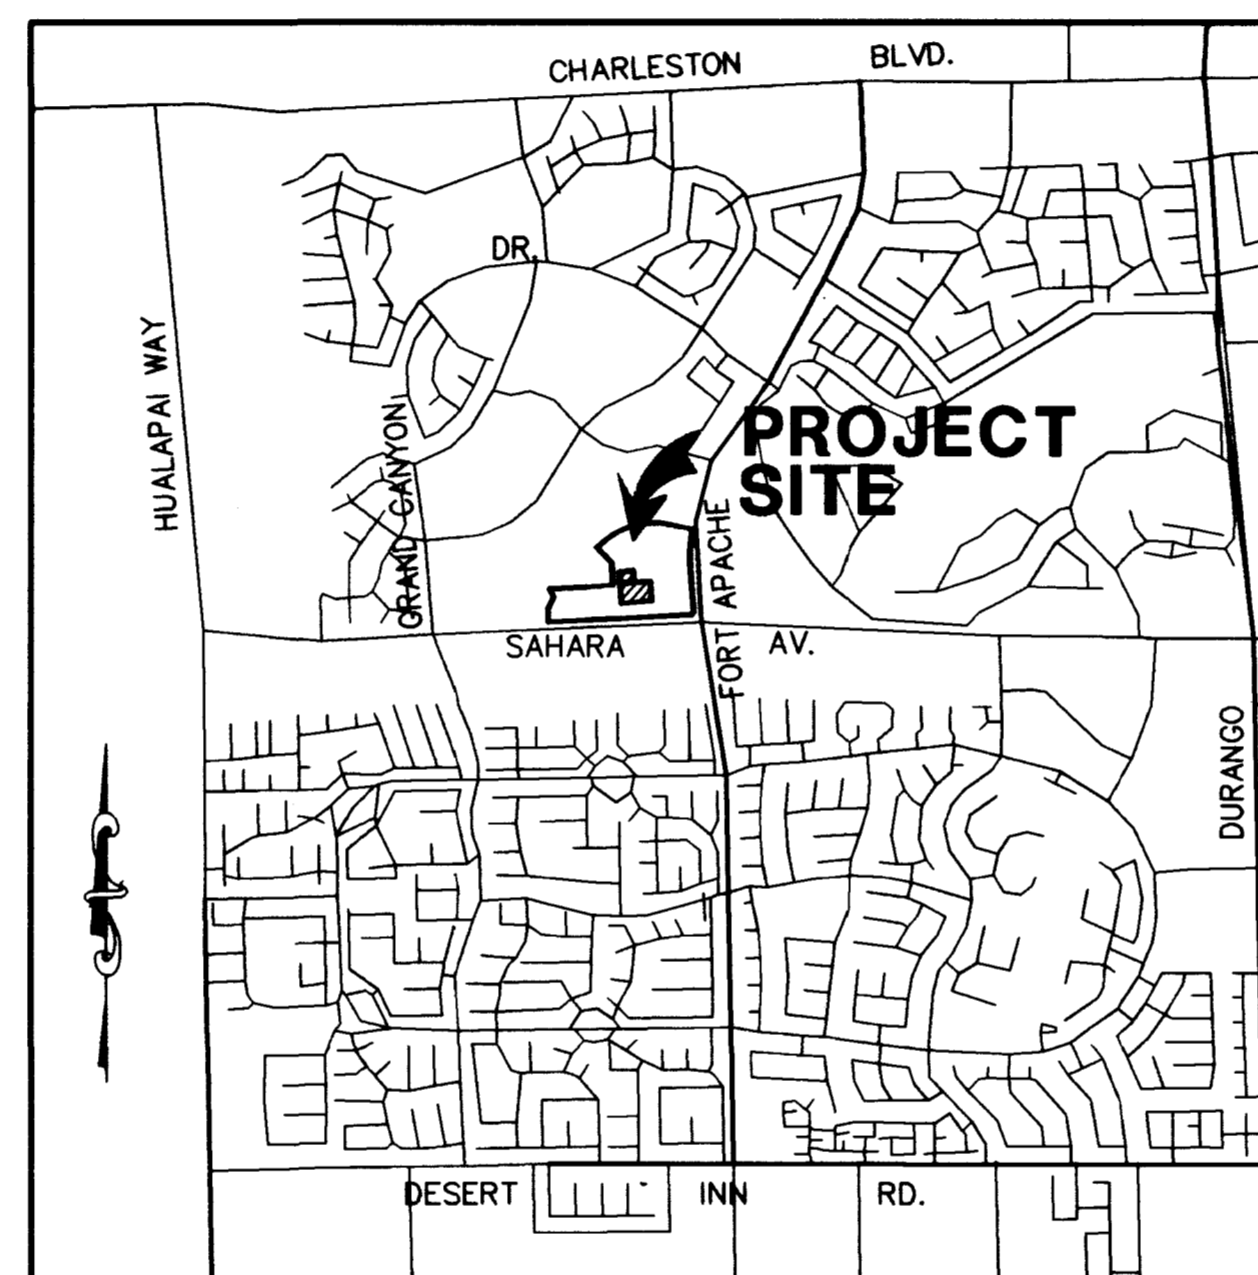 CHARLESTON BLVD.
DR.
HUALAPAI WAY
GRAND CANYON
PROJECT
SITE
FORT APACHE
SAHARA AV.
DURANGO
DESERT INN RD.